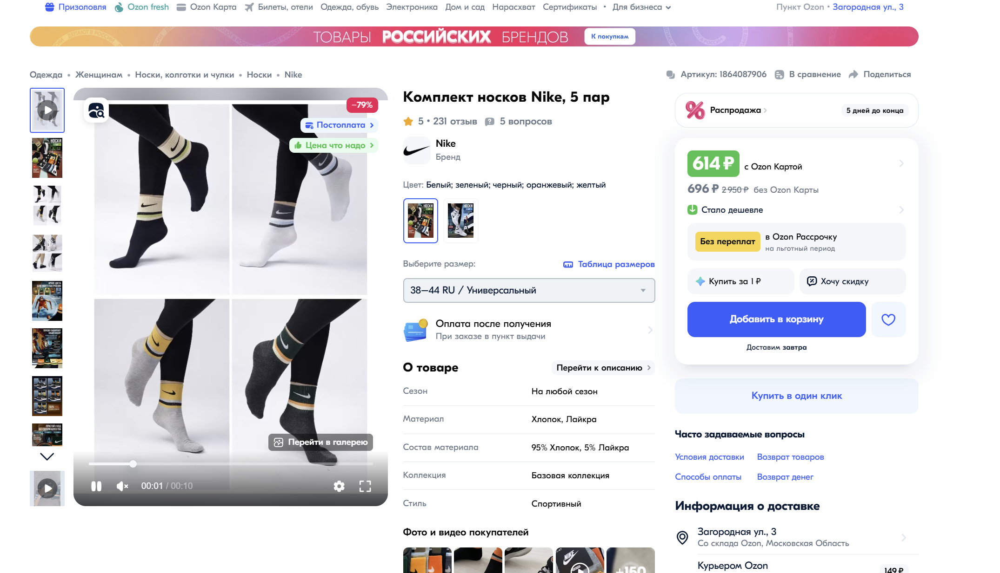 Призоловля
Ozon fresh
Ozon Карта
Билеты, отели
Одежда, обувь
Электроника
Дом и сад
Нарасхват
Сертификаты
Для бизнеса
Пункт Ozon • Загородная ул., 3
ТОВАРЫ РОССИЙСКИХ БРЕНДОВ
К покупкам
Одежда • Женщинам • Носки, колготки и чулки • Носки • Nike
Артикул: 1864087906
В сравнение
Поделиться
−79%
Постоплата
Цена что надо
Перейти в галерею
00:01 / 00:10
Комплект носков Nike, 5 пар
5 • 231 отзыв
5 вопросов
Nike
Бренд
Цвет: Белый; зеленый; черный; оранжевый; желтый
Выберите размер:
Таблица размеров
38–44 RU / Универсальный
Оплата после получения
При заказе в пункт выдачи
О товаре
Перейти к описанию
Сезон
На любой сезон
Материал
Хлопок, Лайкра
Состав материала
95% Хлопок, 5% Лайкра
Коллекция
Базовая коллекция
Стиль
Спортивный
Фото и видео покупателей
NIKE
+150
Распродажа
5 дней до конца
614 ₽ с Ozon Картой
696 ₽ 2 950 ₽ без Ozon Карты
Стало дешевле
Без переплат
в Ozon Рассрочку
на льготный период
Купить за 1 ₽
Хочу скидку
Добавить в корзину
Доставим завтра
Купить в один клик
Часто задаваемые вопросы
Условия доставки
Возврат товаров
Способы оплаты
Возврат денег
Информация о доставке
Загородная ул., 3
Со склада Ozon, Московская Область
Курьером Ozon
149 ₽